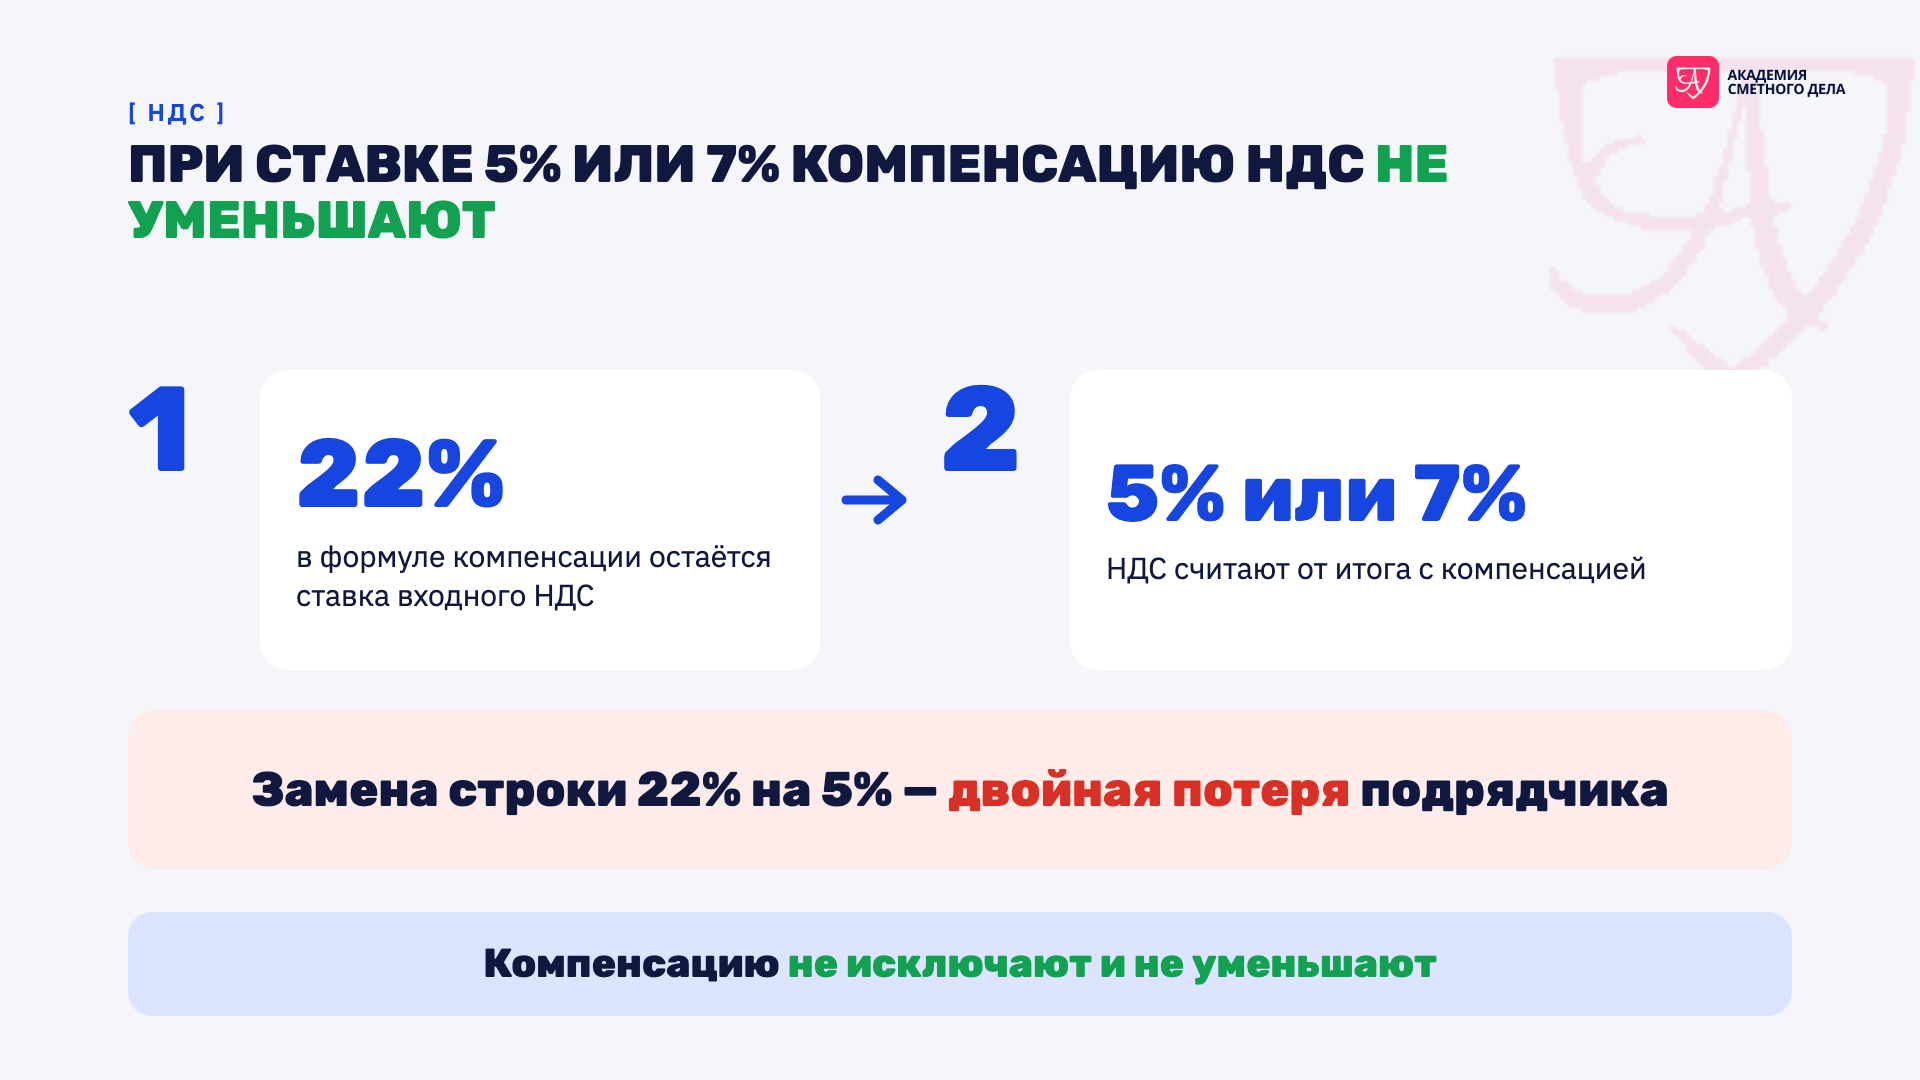 [ НДС ]
АКАДЕМИЯ
СМЕТНОГО ДЕЛА
ПРИ СТАВКЕ 5% ИЛИ 7% КОМПЕНСАЦИЮ НДС НЕ
УМЕНЬШАЮТ
1
22%
в формуле компенсации остаётся
ставка входного НДС
2
5% или 7%
НДС считают от итога с компенсацией
Замена строки 22% на 5% — двойная потеря подрядчика
Компенсацию не исключают и не уменьшают